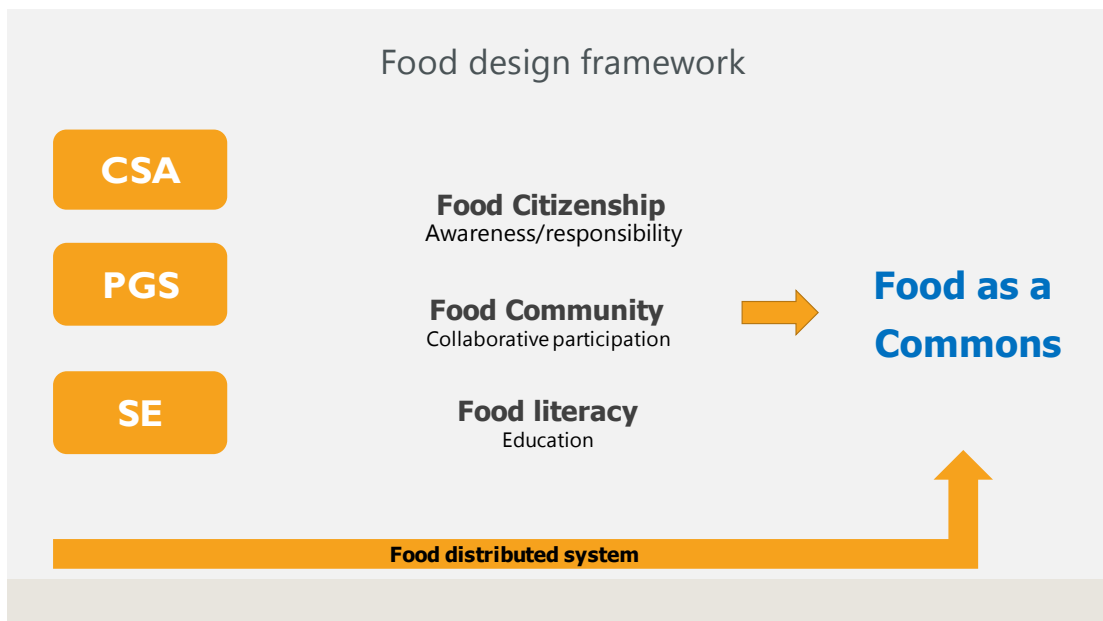 Food design framework
CSA
PGS
SE
Food Citizenship
Awareness/responsibility
Food Community
Collaborative participation
Food literacy
Education
Food as a
Commons
Food distributed system